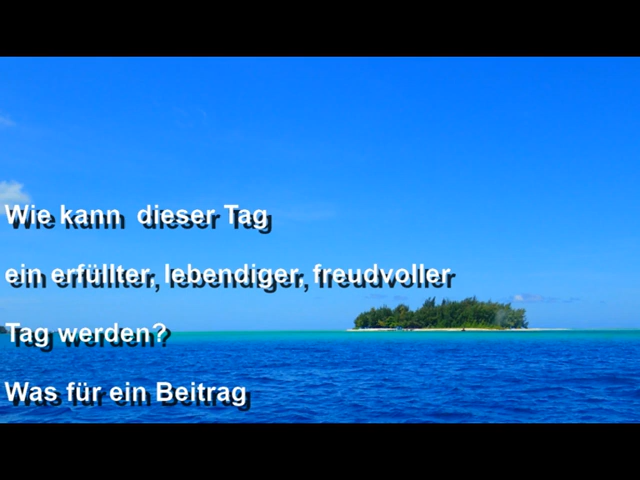 Wie kann  dieser Tag
ein erfüllter, lebendiger, freudvoller
Tag werden?
Was für ein Beitrag